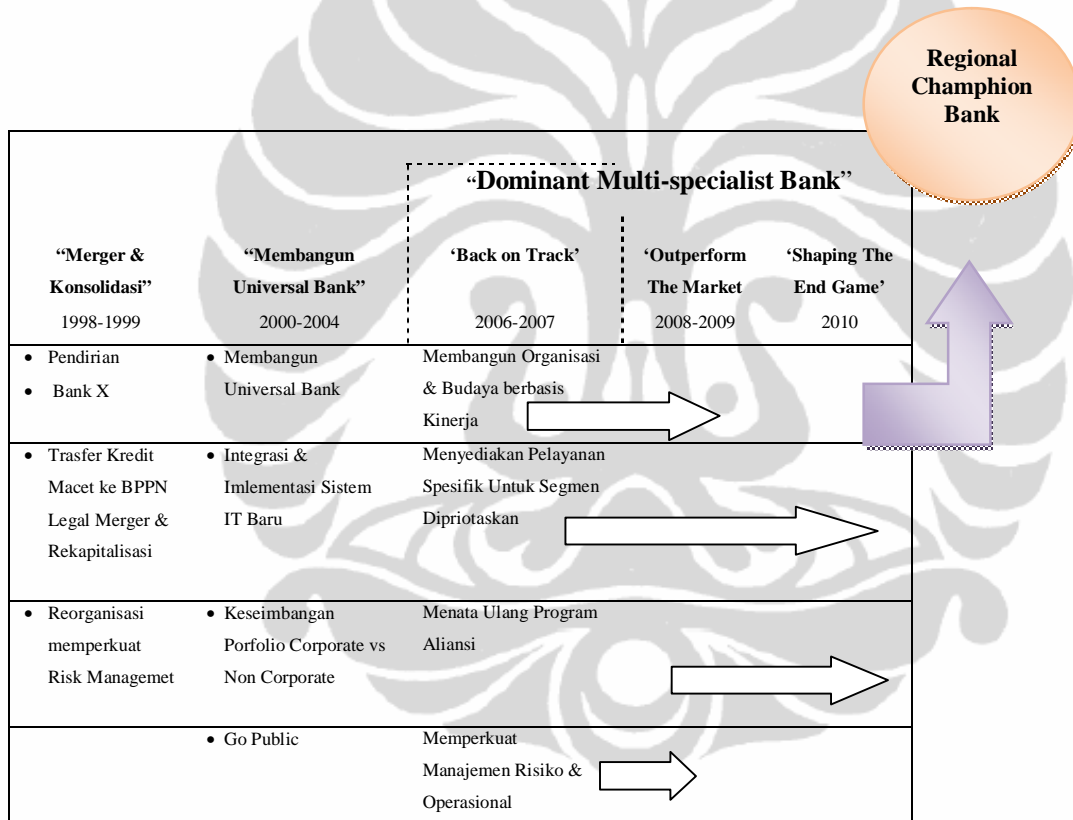 Regional
Champhion
Bank
“Dominant Multi-specialist Bank”
“Merger &
Konsolidasi”
1998-1999
“Membangun
Universal Bank”
2000-2004
‘Back on Track’
2006-2007
‘Outperform
The Market
2008-2009
‘Shaping The
End Game’
2010
• Pendirian
• Bank X
• Membangun
Universal Bank
Membangun Organisasi
& Budaya berbasis
Kinerja
• Trasfer Kredit
Macet ke BPPN
Legal Merger &
Rekapitalisasi
• Integrasi &
Imlementasi Sistem
IT Baru
Menyediakan Pelayanan
Spesifik Untuk Segmen
Dipriotaskan
• Reorganisasi
memperkuat
Risk Managemet
• Keseimbangan
Porfolio Corporate vs
Non Corporate
Menata Ulang Program
Aliansi
• Go Public
Memperkuat
Manajemen Risiko &
Operasional